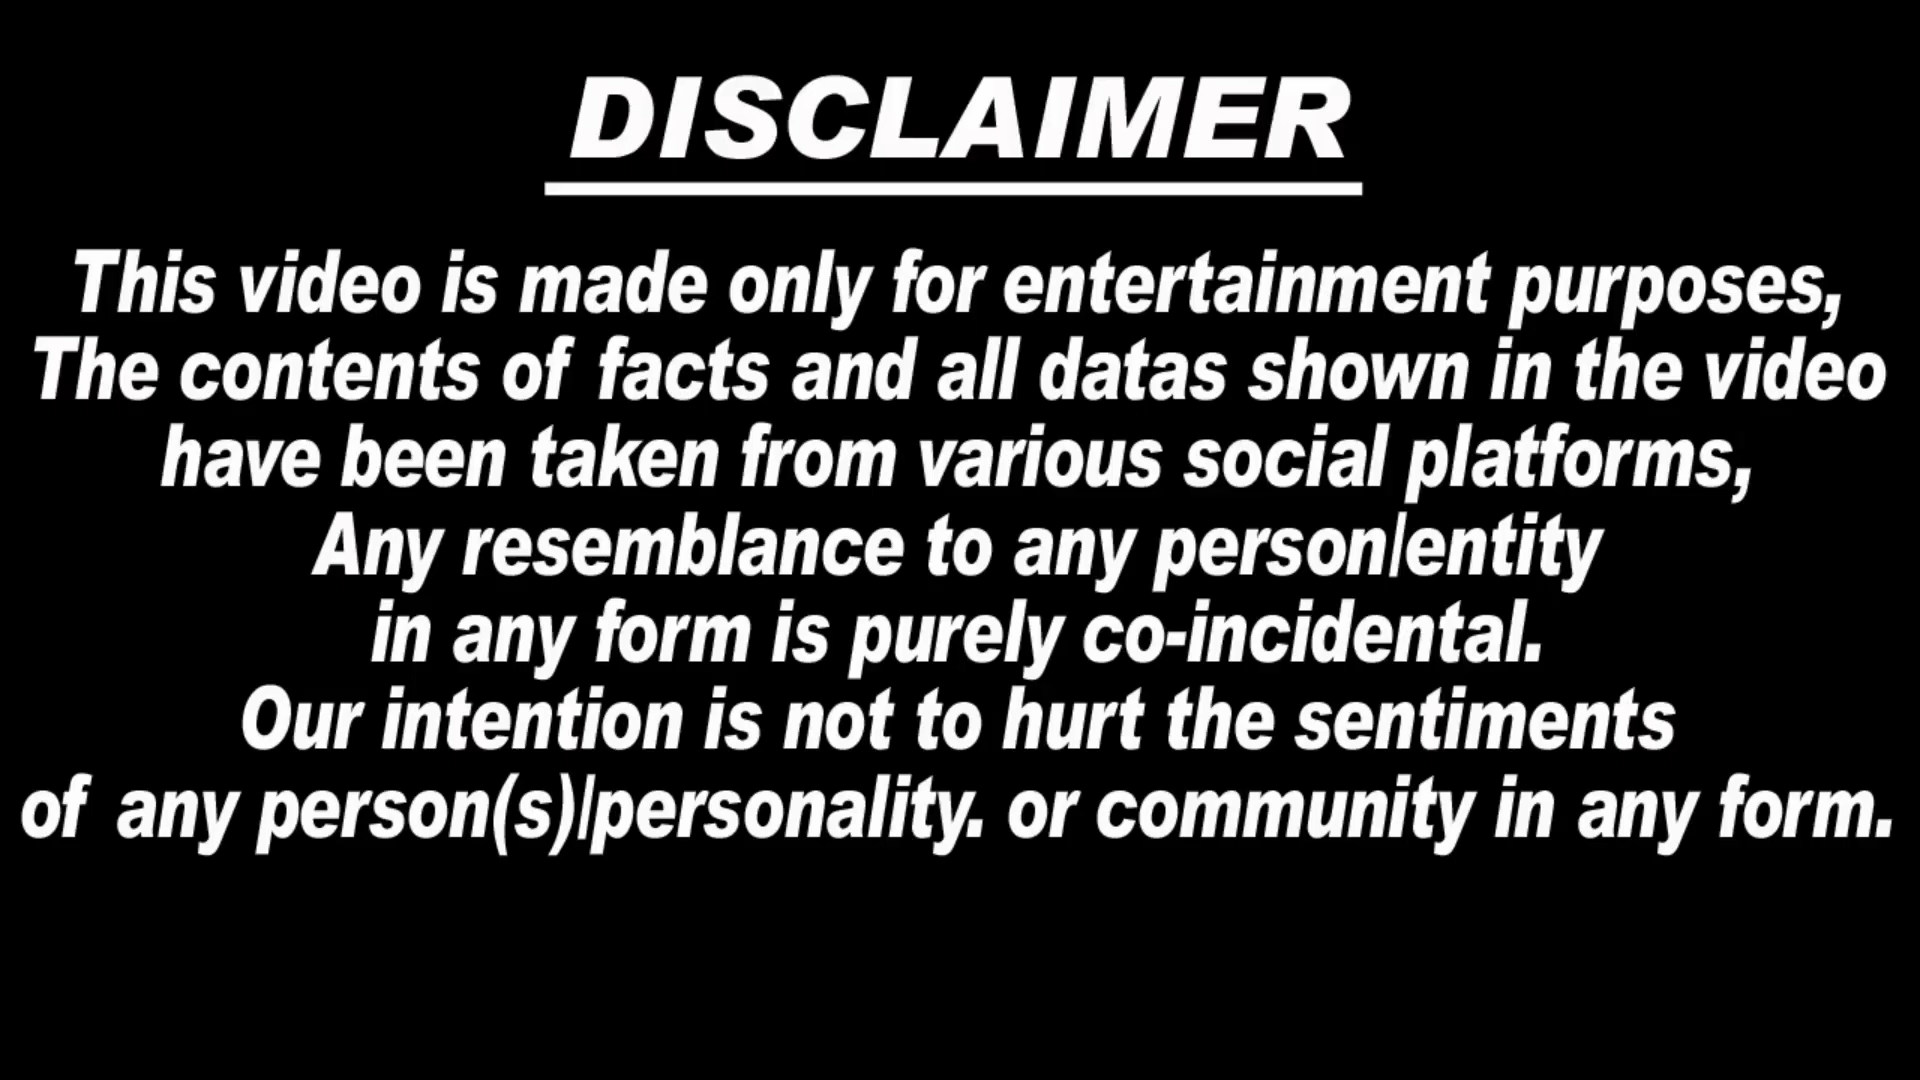 DISCLAIMER
This video is made only for entertainment purposes,
The contents of facts and all datas shown in the video
have been taken from various social platforms,
Any resemblance to any person/entity
in any form is purely co-incidental.
Our intention is not to hurt the sentiments
of any person(s)/personality. or community in any form.